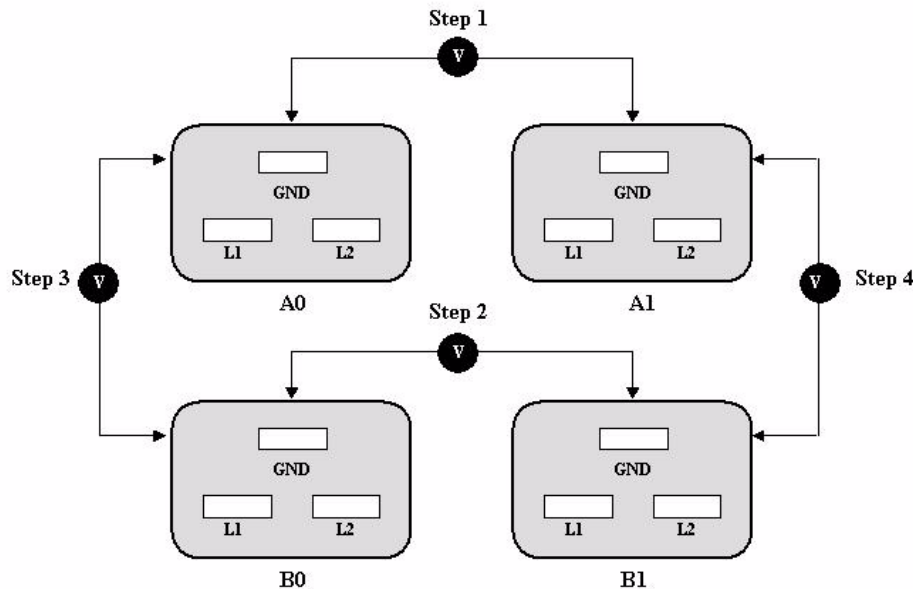 Step 1
V
GND
GND
L1
L2
L1
L2
Step 3
V
V
Step 4
A0
A1
Step 2
V
GND
GND
L1
L2
L1
L2
B0
B1